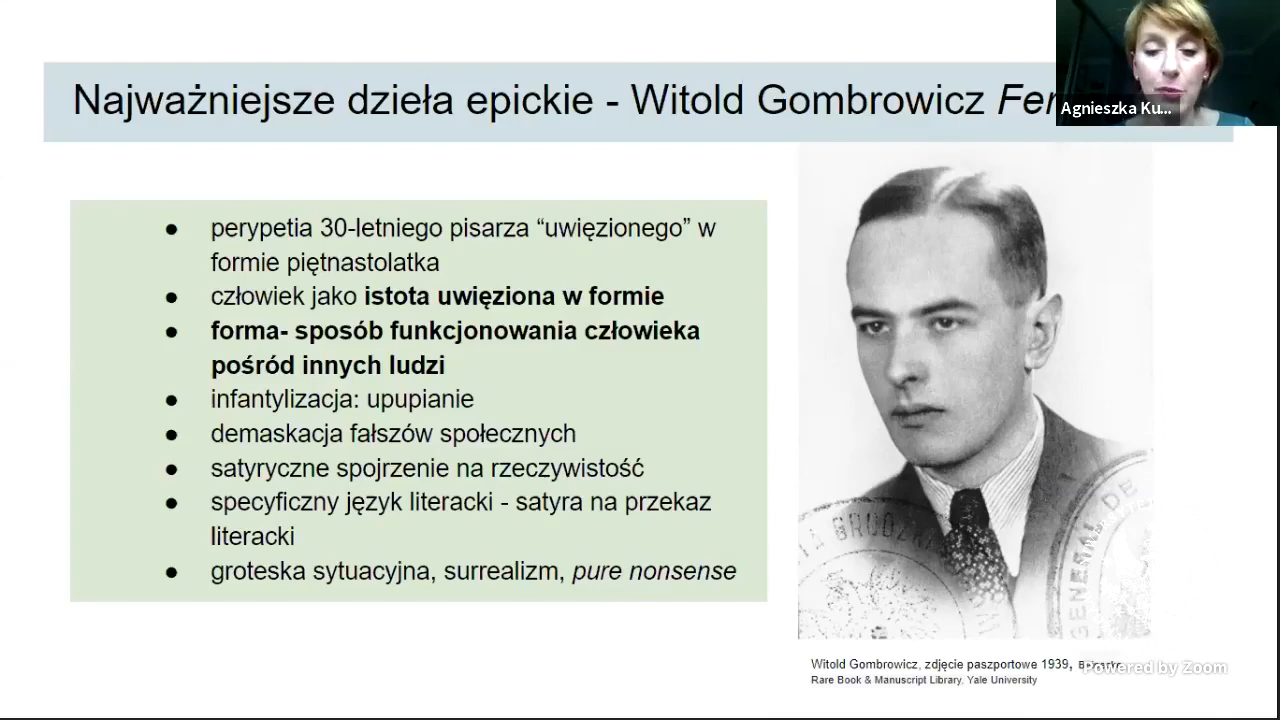 Najważniejsze dzieła epickie - Witold Gombrowicz
Agnieszka Ku...
● perypetia 30-letniego pisarza “uwięzionego” w
formie piętnastolatka
● człowiek jako istota uwięziona w formie
● forma- sposób funkcjonowania człowieka
pośród innych ludzi
● infantylizacja: upupianie
● demaskacja fałszów społecznych
● satyryczne spojrzenie na rzeczywistość
● specyficzny język literacki - satyra na przekaz
literacki
● groteska sytuacyjna, surrealizm, pure nonsense
GRODZKA
GENERAL DE
Witold Gombrowicz, zdjęcie paszportowe 1939,
Rare Book & Manuscript Library, Yale University
Powered by Zoom